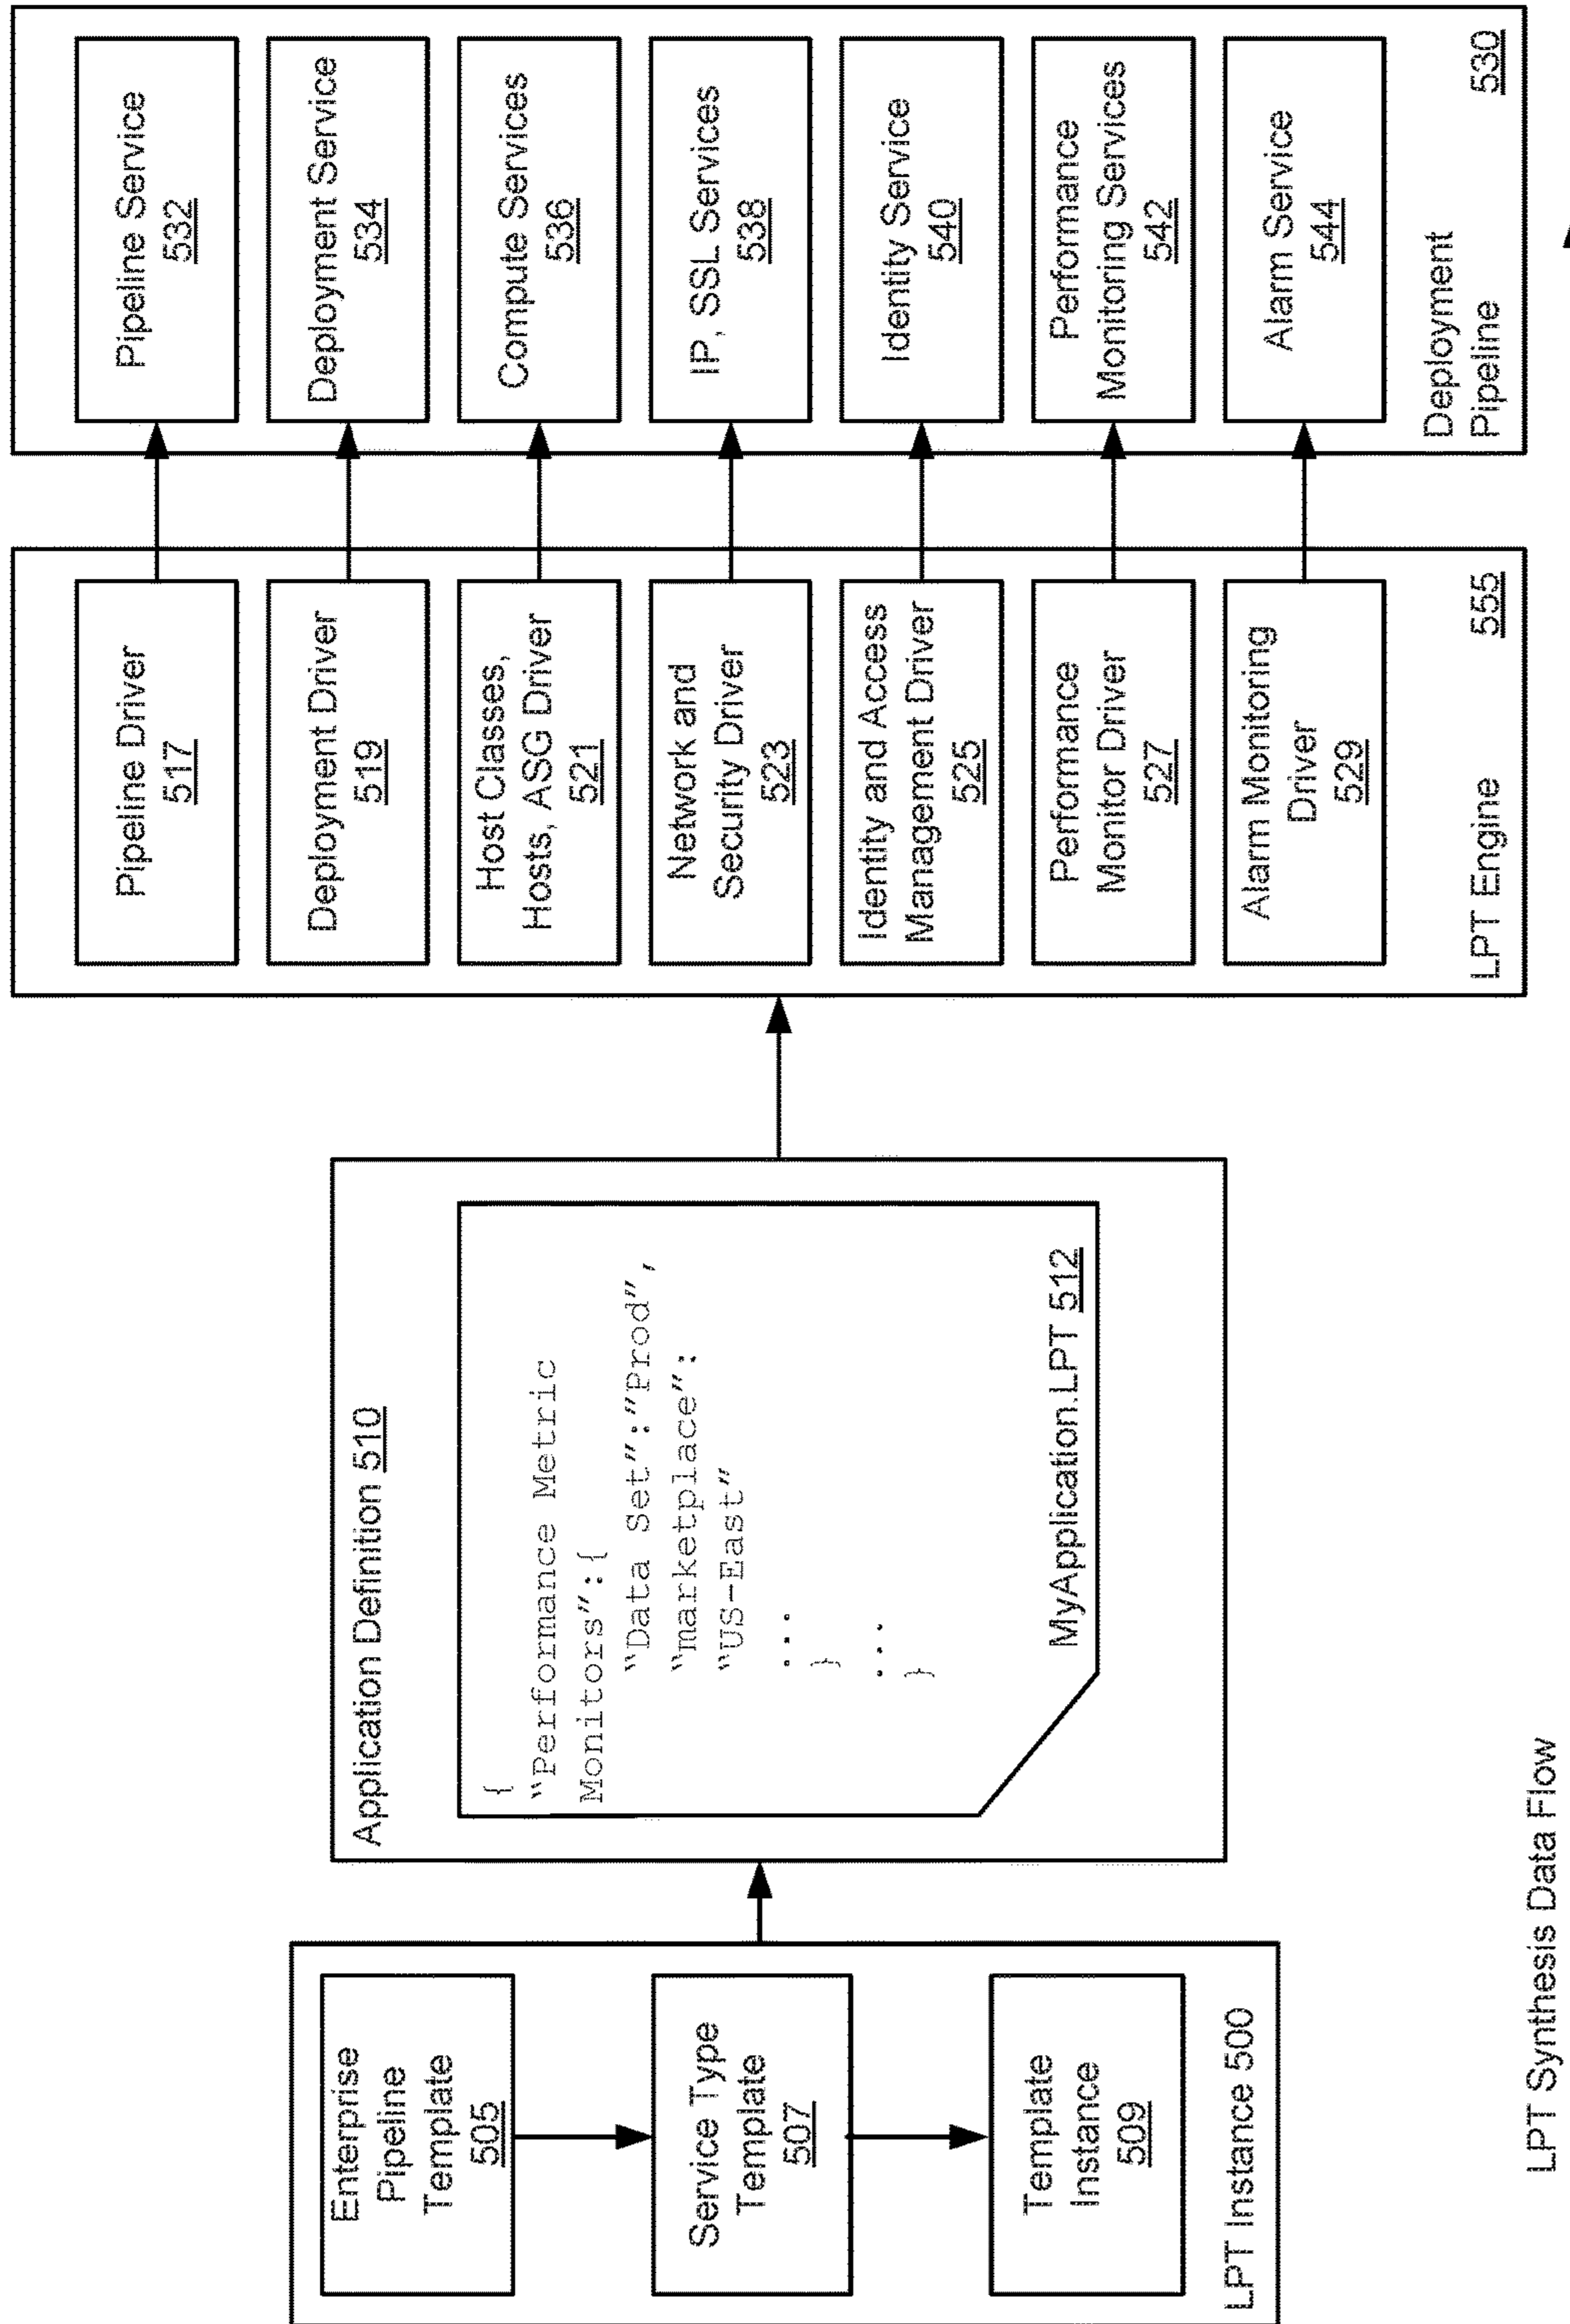 Enterprise
Pipeline
Template
505
Service Type
Template
507
Template
Instance
509
LPT Instance 500
Application Definition 510
{
"Performance Metric
Monitors":{
"Data Set":"Prod",
"marketplace":
"US-East"
...
}
...
}
MyApplication.LPT 512
Pipeline Driver
517
Deployment Driver
519
Host Classes,
Hosts, ASG Driver
521
Network and
Security Driver
523
Identity and Access
Management Driver
525
Performance
Monitor Driver
527
Alarm Monitoring
Driver
529
LPT Engine 555
Pipeline Service
532
Deployment Service
534
Compute Services
536
IP, SSL Services
538
Identity Service
540
Performance
Monitoring Services
542
Alarm Service
544
Deployment
Pipeline 530
LPT Synthesis Data Flow